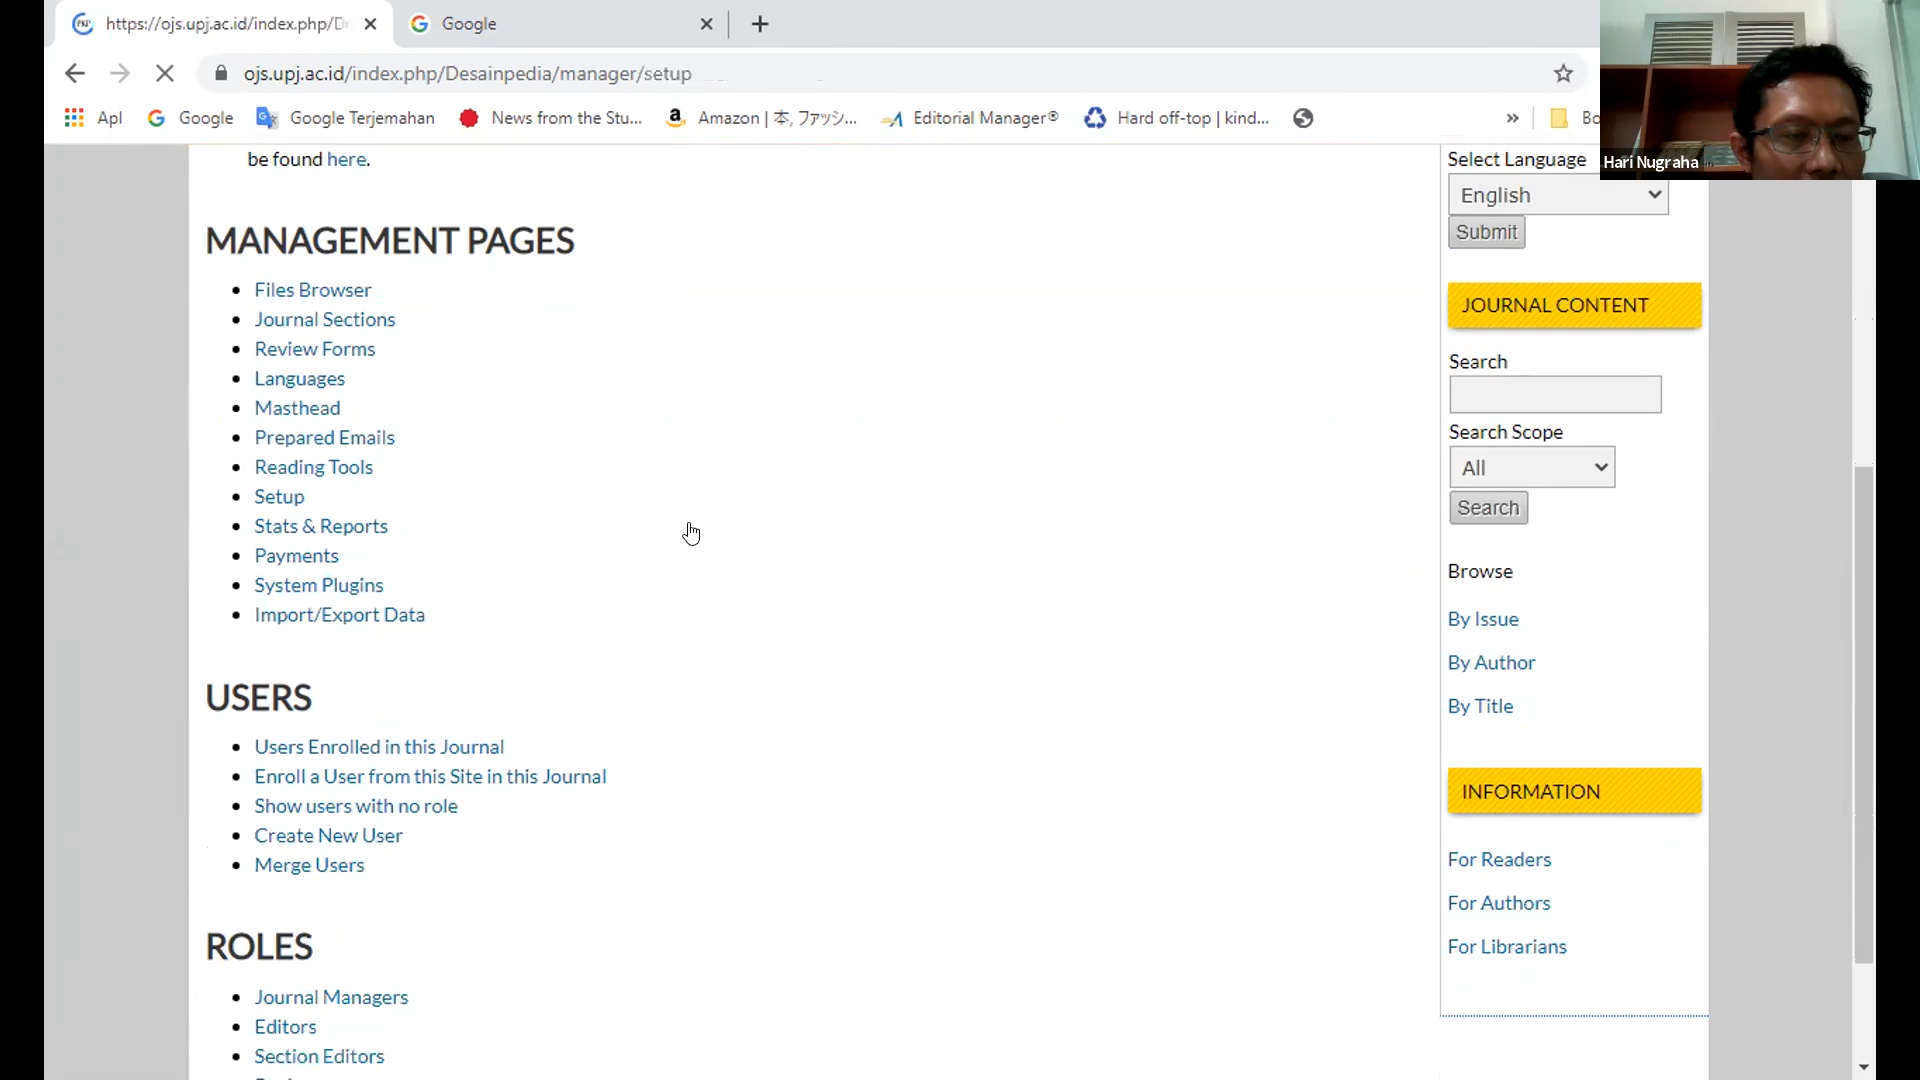 https://ojs.upj.ac.id/index.php/D
Google
ojs.upj.ac.id/index.php/Desainpedia/manager/setup
Apl
Google
Google Terjemahan
News from the Stu...
Amazon | 本, ファッシ...
Editorial Manager®
Hard off-top | kind...
»
Hari Nugraha
be found here.
MANAGEMENT PAGES
Files Browser
Journal Sections
Review Forms
Languages
Masthead
Prepared Emails
Reading Tools
Setup
Stats & Reports
Payments
System Plugins
Import/Export Data
USERS
Users Enrolled in this Journal
Enroll a User from this Site in this Journal
Show users with no role
Create New User
Merge Users
ROLES
Journal Managers
Editors
Section Editors
Select Language
English
Submit
JOURNAL CONTENT
Search
Search Scope
All
Search
Browse
By Issue
By Author
By Title
INFORMATION
For Readers
For Authors
For Librarians